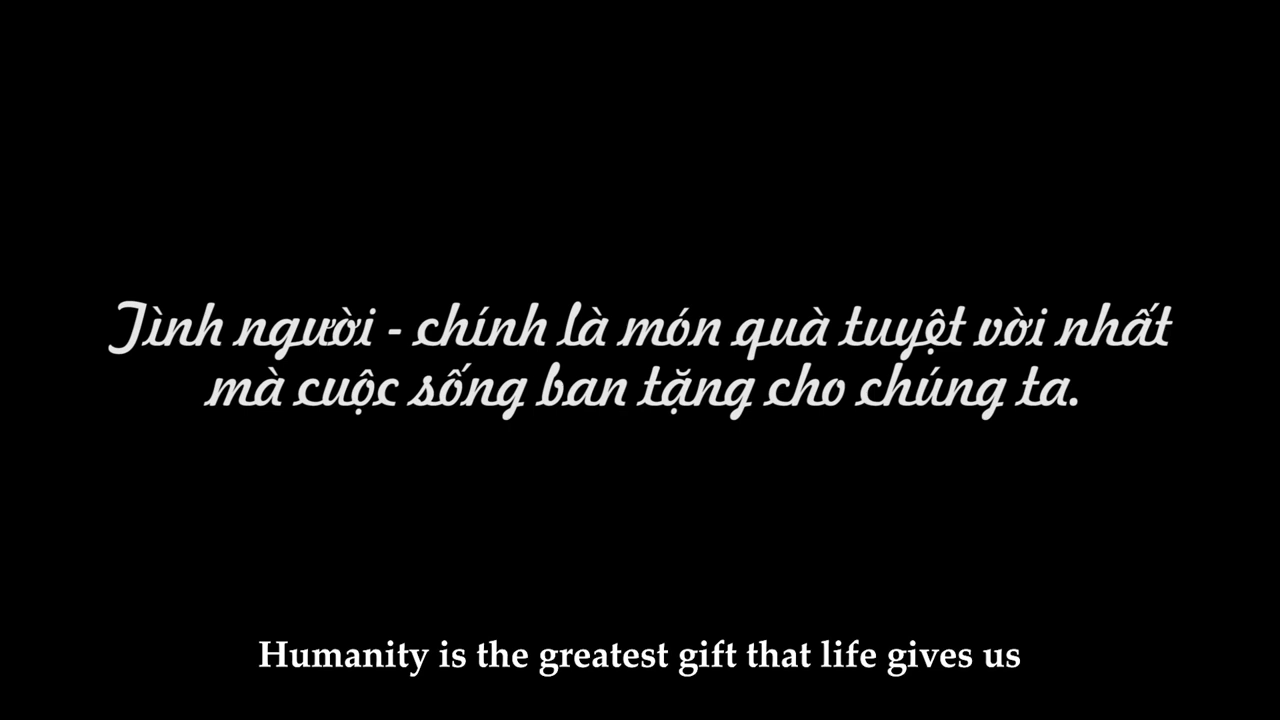 Tình người - chính là món quà tuyệt vời nhất
mà cuộc sống ban tặng cho chúng ta.
Humanity is the greatest gift that life gives us